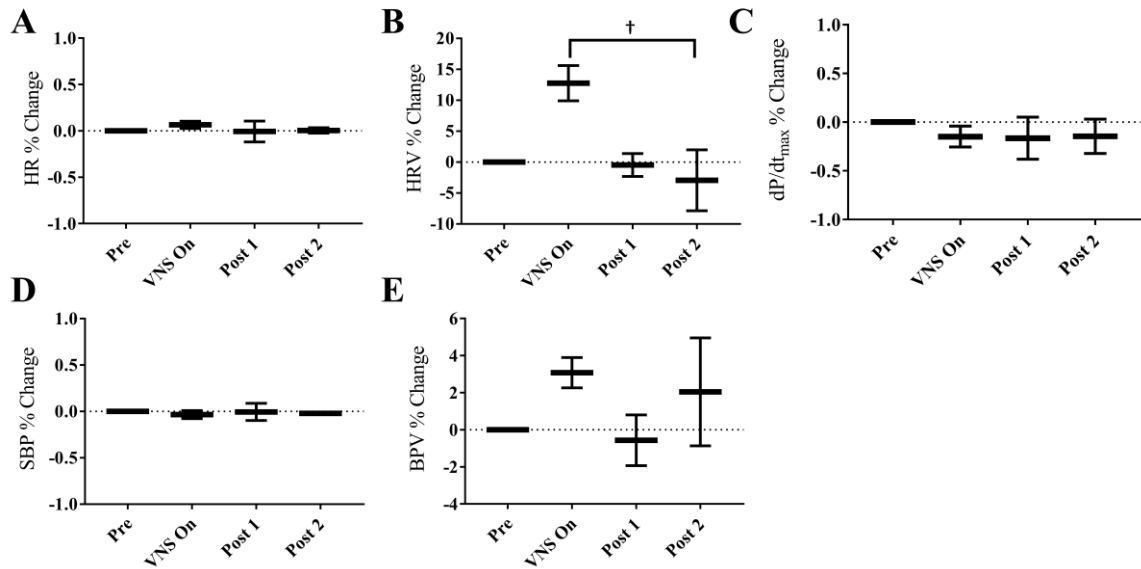 A
HR % Change
1.0
0.5
0.0
-0.5
-1.0
Pre
VNS On
Post 1
Post 2
B
HRV % Change
20
15
10
5
0
-5
-10
†
Pre
VNS On
Post 1
Post 2
C
dP/dtmax % Change
1.0
0.5
0.0
-0.5
-1.0
Pre
VNS On
Post 1
Post 2
D
SBP % Change
1.0
0.5
0.0
-0.5
-1.0
Pre
VNS On
Post 1
Post 2
E
BPV % Change
6
4
2
0
-2
-4
Pre
VNS On
Post 1
Post 2